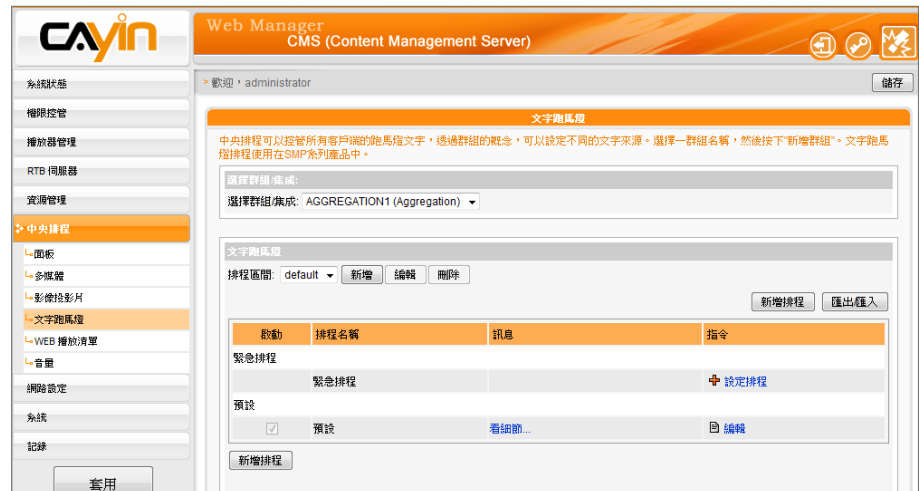 CAYIN
Web Manager
CMS (Content Management Server)
系統狀態
權限控管
播放器管理
RTB 伺服器
資源管理
中央排程
面板
多媒體
影像投影片
文字跑馬燈
WEB 播放清單
音量
網路設定
系統
記錄
套用
歡迎，administrator
儲存
文字跑馬燈
中央排程可以控管所有客戶端的跑馬燈文字，透過群組的概念，可以設定不同的文字來源。選擇一群組名稱，然後按下"新增群組"。文字跑馬
燈排程使用在SMP系列產品中。
選擇群組/集成:
選擇群組/集成: AGGREGATION1 (Aggregation)
文字跑馬燈
排程區間: default 新增 編輯 刪除
新增排程 匯出/匯入
啟動 排程名稱 訊息 指令
緊急排程
緊急排程 設定排程
預設
預設 看細節... 編輯
新增排程